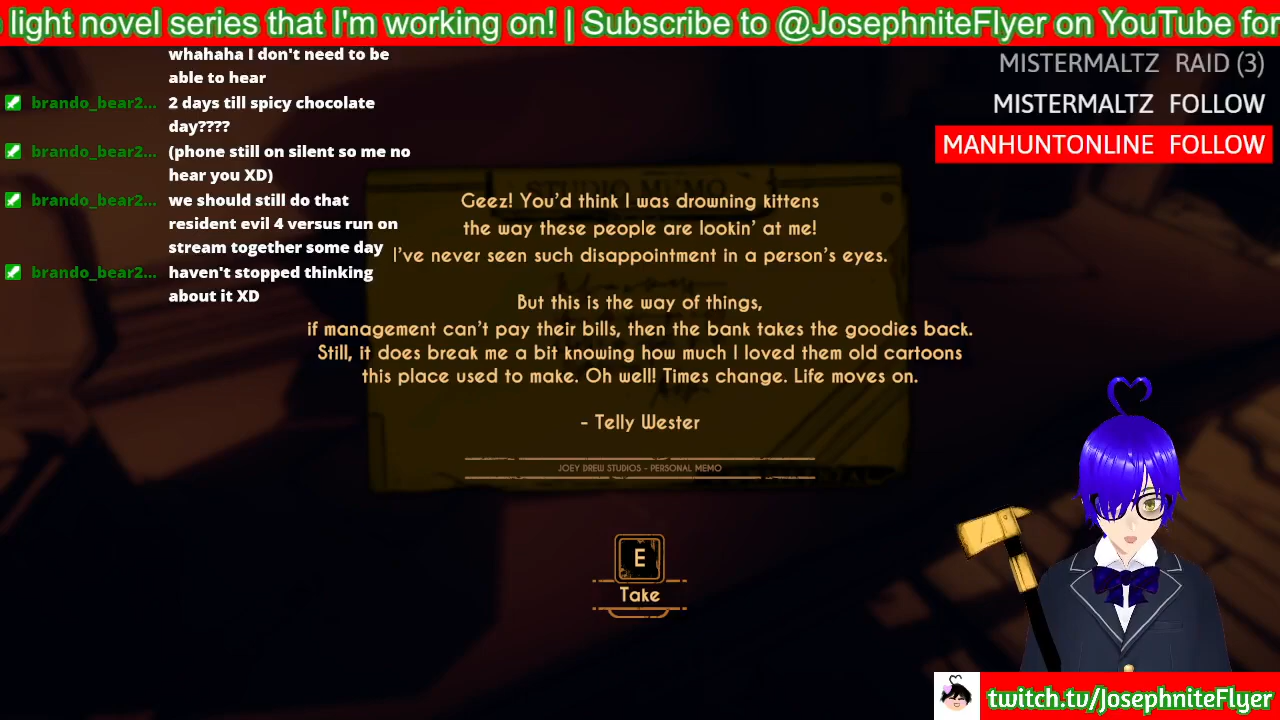 light novel series that I'm working on! | Subscribe to @JosephniteFlyer on YouTube for
whahaha I don't need to be
able to hear
brando_bear2... 2 days till spicy chocolate
day????
brando_bear2... (phone still on silent so me no
hear you XD)
brando_bear2... we should still do that
resident evil 4 versus run on
stream together some day
brando_bear2... haven't stopped thinking
about it XD
MISTERMALTZ RAID (3)
MISTERMALTZ FOLLOW
MANHUNTONLINE FOLLOW
STUDIO MEMO
Geez! You'd think I was drowning kittens
the way these people are lookin' at me!
I've never seen such disappointment in a person's eyes.
But this is the way of things,
if management can't pay their bills, then the bank takes the goodies back.
Still, it does break me a bit knowing how much I loved them old cartoons
this place used to make. Oh well! Times change. Life moves on.
- Telly Wester
JOEY DREW STUDIOS - PERSONAL MEMO
E
Take
twitch.tv/JosephniteFlyer